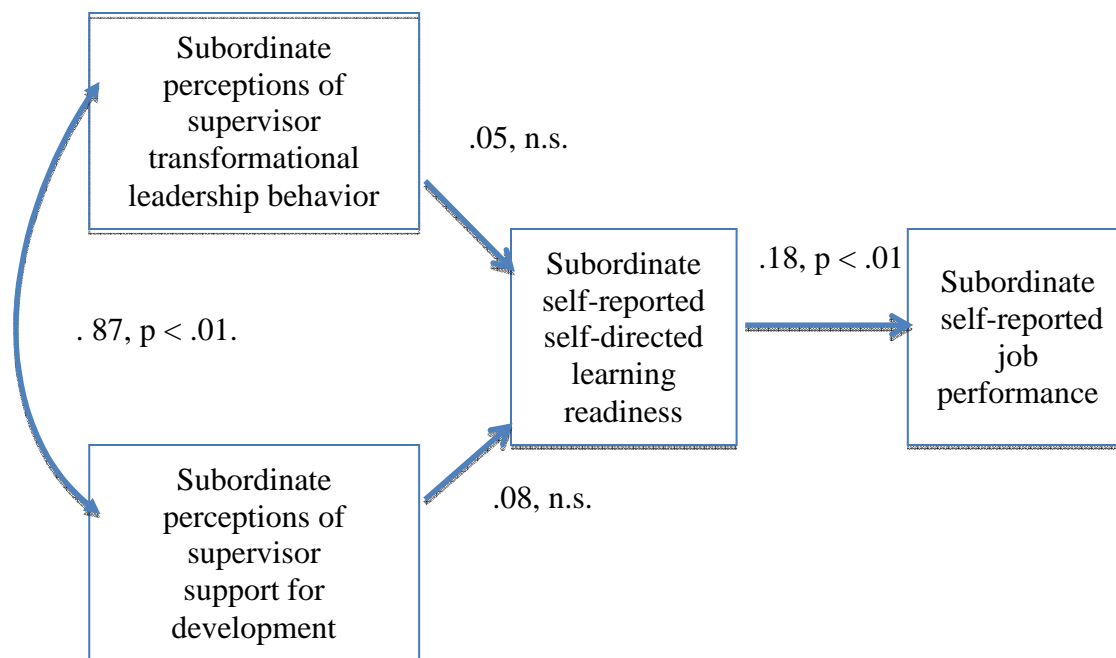 Subordinate
perceptions of
supervisor
transformational
leadership behavior
.05, n.s.
Subordinate
self-reported
self-directed
learning
readiness
.18, p < .01
Subordinate
self-reported
job
performance
. 87, p < .01.
Subordinate
perceptions of
supervisor
support for
development
.08, n.s.